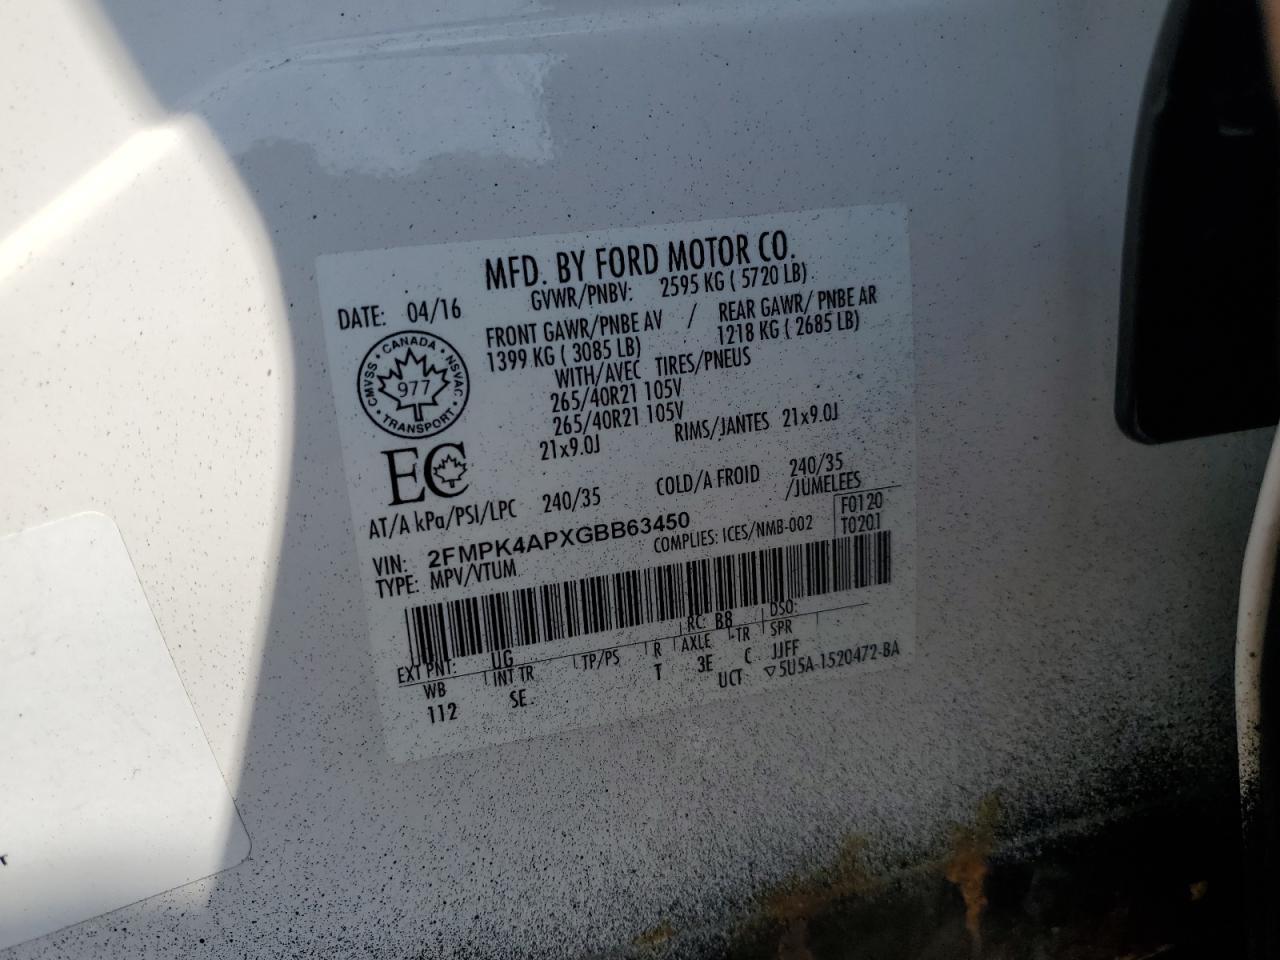 MFD. BY FORD MOTOR CO.
DATE: 04/16
GVWR/PNBV: 2595 KG ( 5720 LB)
FRONT GAWR/PNBE AV / REAR GAWR/ PNBE AR
1399 KG ( 3085 LB) 1218 KG ( 2685 LB)
WITH/AVEC TIRES/PNEUS
265/40R21 105V
265/40R21 105V
21x9.0J RIMS/JANTES 21x9.0J
CANADA
CMVSS NSVAC
977
TRANSPORT
EC
AT/A kPa/PSI/LPC 240/35 COLD/A FROID 240/35
/JUMELEES
VIN: 2FMPK4APXGBB63450
F0120
T0201
TYPE: MPV/VTUM COMPLIES: ICES/NMB-002
EXT PNT: UG RC: B8 DSO:
WB INT TR TP/PS R AXLE TR SPR
112 SE T 3E C JJFF
UCT ▽5U5A-1520472-BA